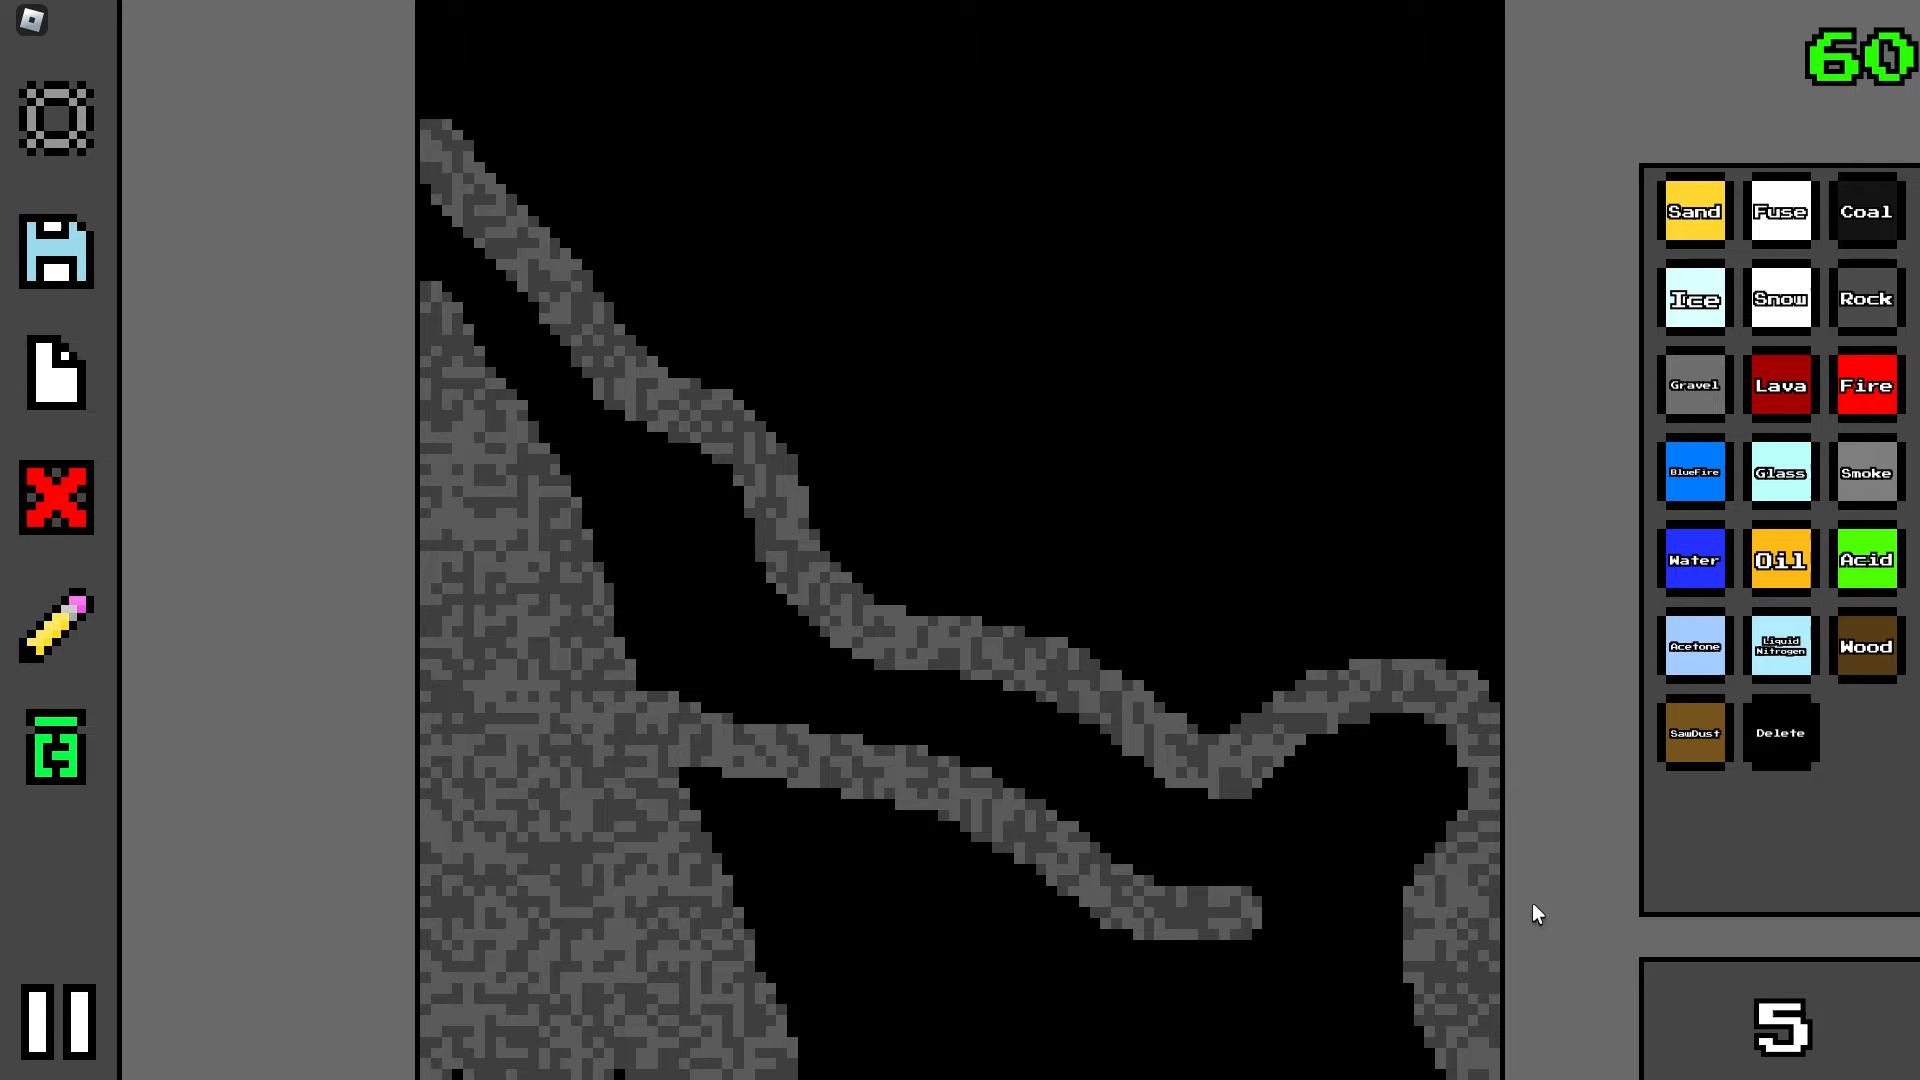 60
Sand Fuse Coal
Ice Snow Rock
Gravel Lava Fire
BlueFire Glass Smoke
Water Oil Acid
Acetone Liquid Nitrogen Wood
SawDust Delete
5